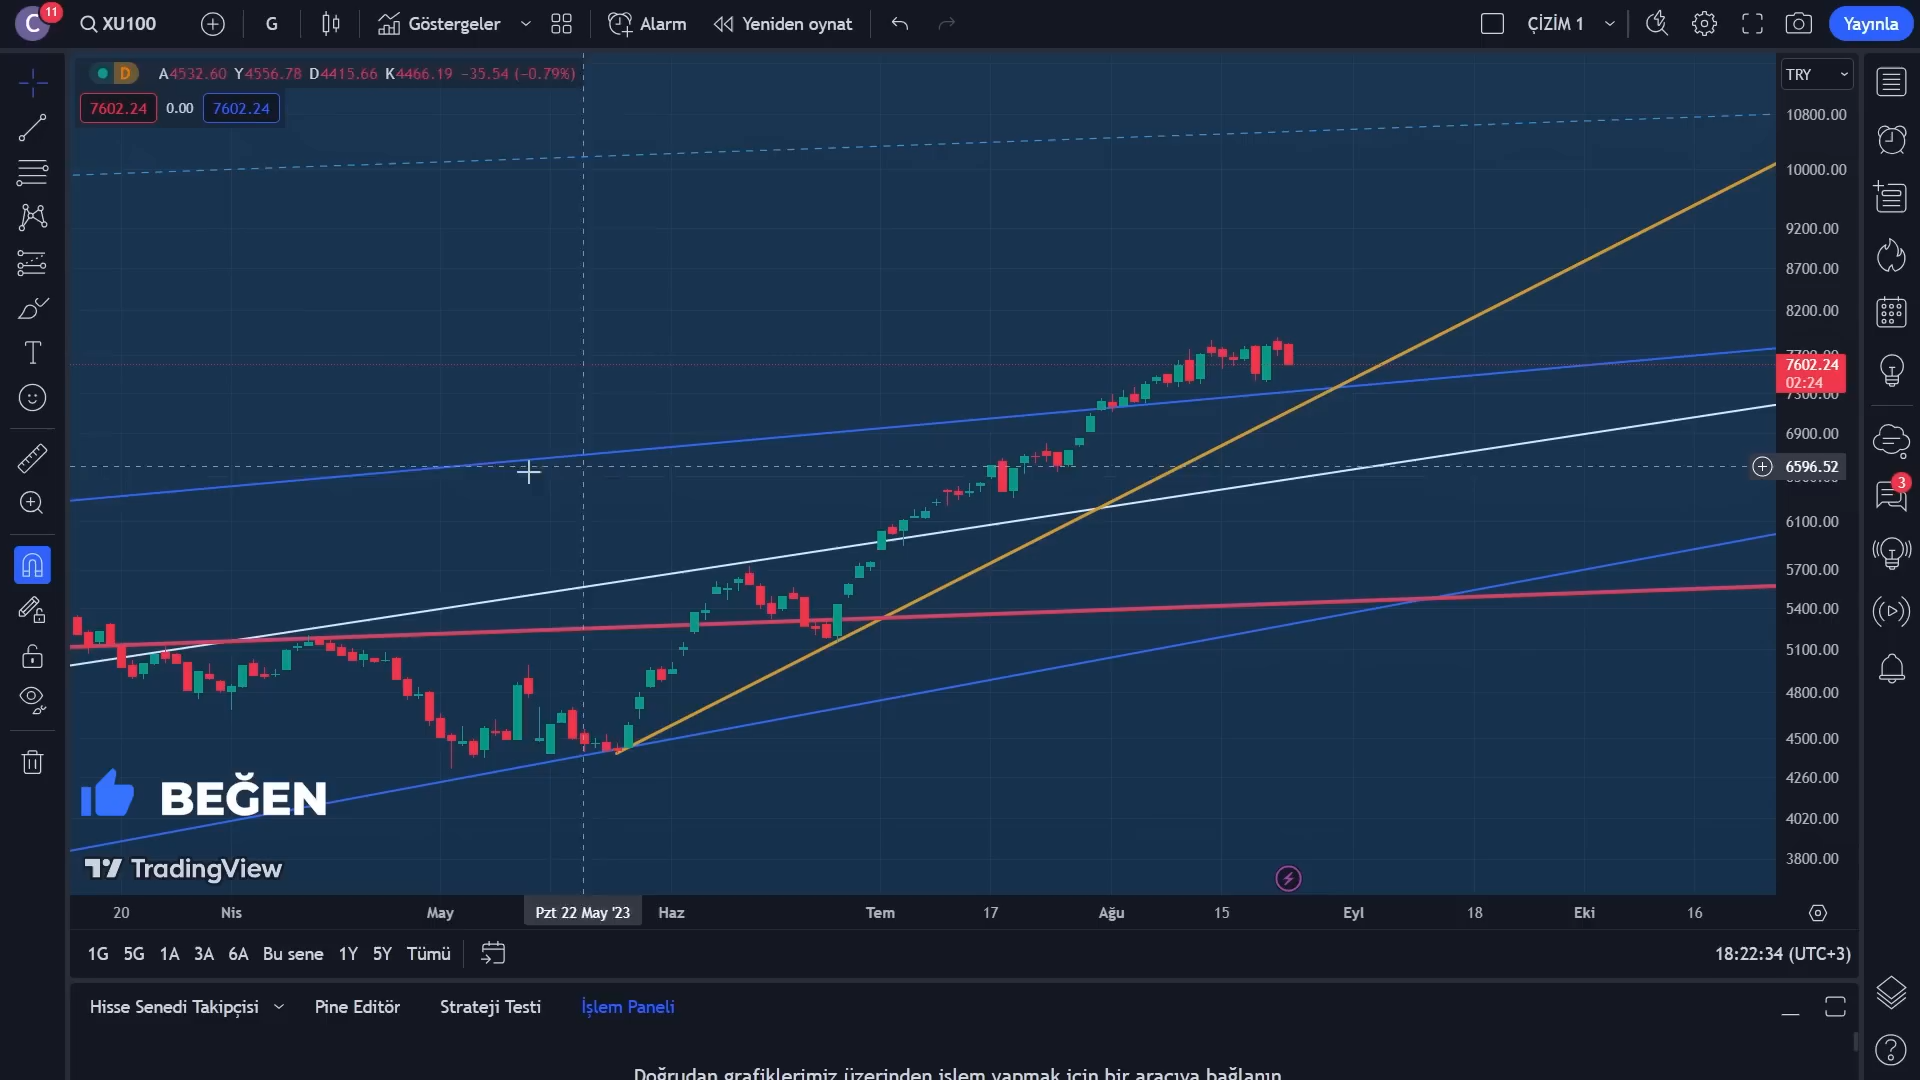 C 11 XU100 G Göstergeler Alarm Yeniden oynat ÇİZİM 1 Yayınla
D A4532.60 Y4556.78 D4415.66 K4466.19 −35.54 (−0.79%)
TRY
7602.24 0.00 7602.24
10800.00
10000.00
9200.00
8700.00
8200.00
7602.24
02:24
7300.00
6900.00
6596.52
3
6100.00
5700.00
5400.00
5100.00
4800.00
4500.00
4260.00
4020.00
3800.00
BEĞEN
TradingView
20 Nis May Pzt 22 May '23 Haz Tem 17 Ağu 15 Eyl 18 Eki 16
1G 5G 1A 3A 6A Bu sene 1Y 5Y Tümü 18:22:34 (UTC+3)
Hisse Senedi Takipçisi Pine Editör Strateji Testi İşlem Paneli
Doğrudan grafiklerimiz üzerinden işlem yapmak için bir aracıya bağlanın